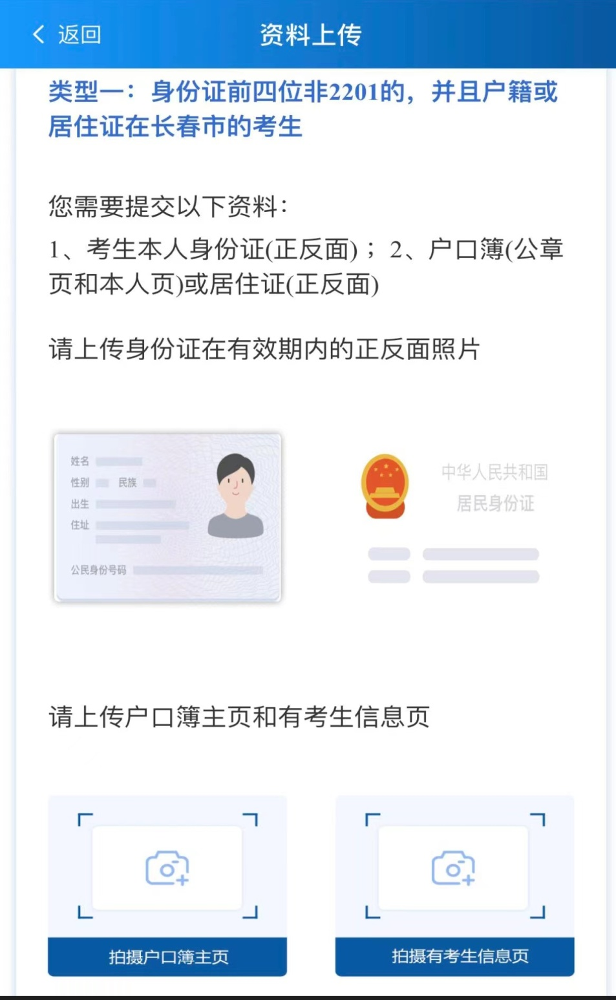 返回
资料上传
类型一：身份证前四位非2201的，并且户籍或
居住证在长春市的考生
您需要提交以下资料：
1、考生本人身份证(正反面)；2、户口簿(公章
页和本人页)或居住证(正反面)
请上传身份证在有效期内的正反面照片
姓名
性别 民族
出生
住址
公民身份号码
中华人民共和国
居民身份证
请上传户口簿主页和有考生信息页
拍摄户口簿主页
拍摄有考生信息页